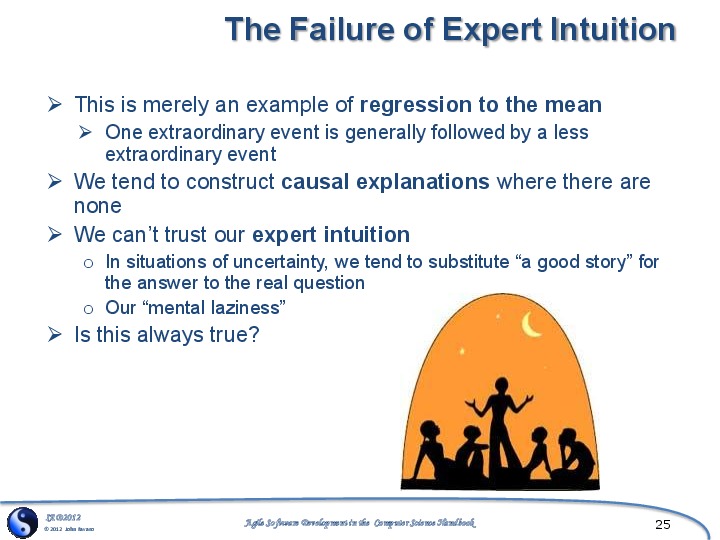 The Failure of Expert Intuition
This is merely an example of regression to the mean
One extraordinary event is generally followed by a less
extraordinary event
We tend to construct causal explanations where there are
none
We can’t trust our expert intuition
In situations of uncertainty, we tend to substitute “a good story” for
the answer to the real question
Our “mental laziness”
Is this always true?
© 2012 John
Agile Software Development in the Computer Science Handbook
25